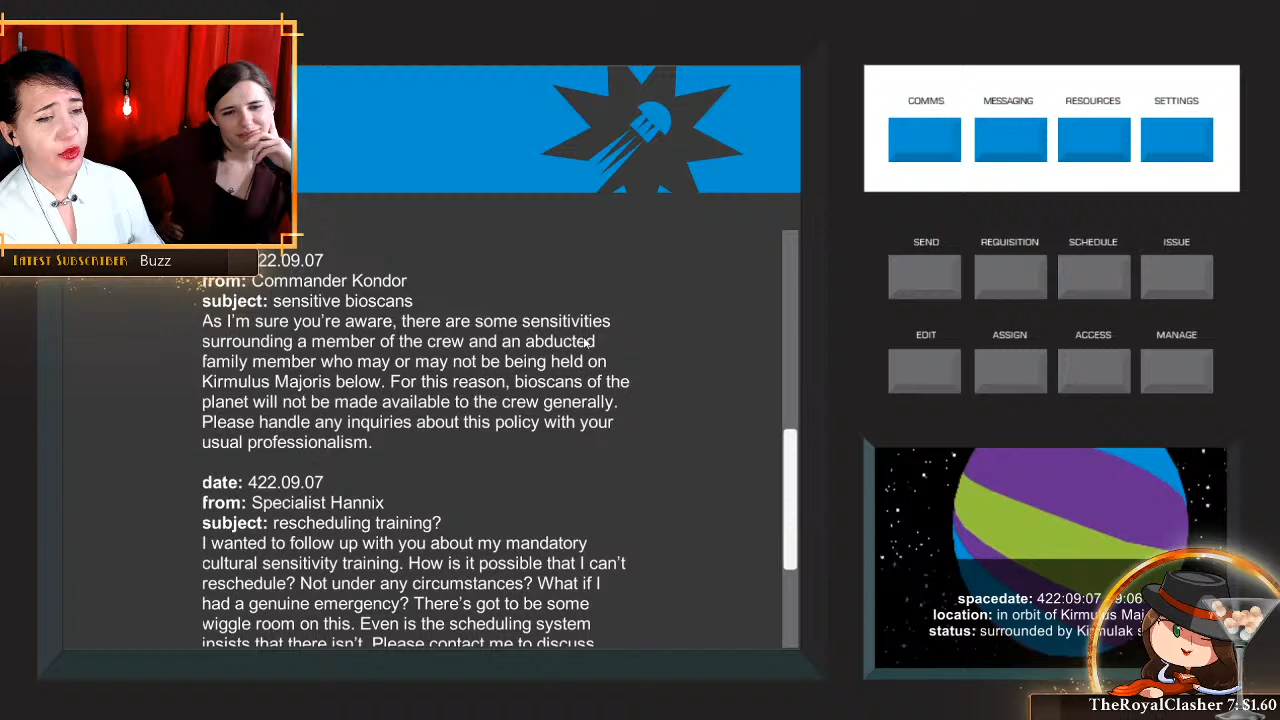 COMMS MESSAGING RESOURCES SETTINGS
SEND REQUISITION SCHEDULE ISSUE
EDIT ASSIGN ACCESS MANAGE
LATEST SUBSCRIBER Buzz
22.09.07
from: Commander Kondor
subject: sensitive bioscans
As I'm sure you're aware, there are some sensitivities
surrounding a member of the crew and an abducted
family member who may or may not be being held on
Kirmulus Majoris below. For this reason, bioscans of the
planet will not be made available to the crew generally.
Please handle any inquiries about this policy with your
usual professionalism.
date: 422.09.07
from: Specialist Hannix
subject: rescheduling training?
I wanted to follow up with you about my mandatory
cultural sensitivity training. How is it possible that I can't
reschedule? Not under any circumstances? What if I
had a genuine emergency? There's got to be some
wiggle room on this. Even is the scheduling system
insists that there isn't. Please contact me to discuss
spacedate: 422:09:07 9:06
location: in orbit of Kirmulus Maj
status: surrounded by Kirmulak s
TheRoyalClasher 7: $1.60